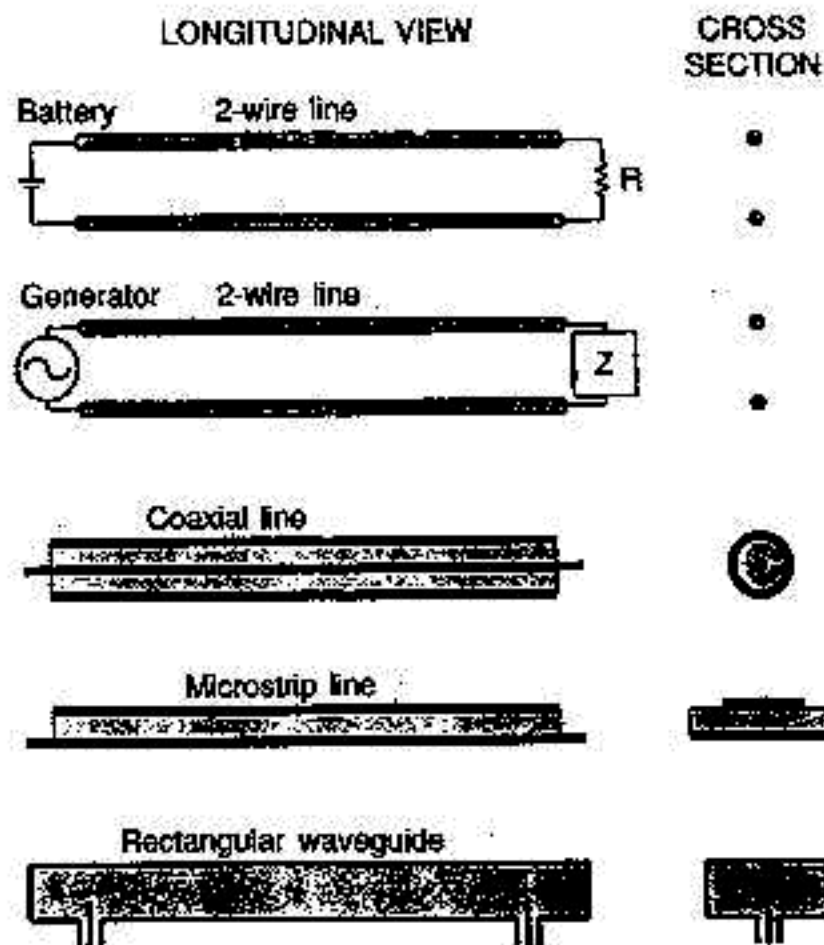 LONGITUDINAL VIEW
CROSS
SECTION
Battery
2-wire line
R
Generator
2-wire line
Z
Coaxial line
Microstrip line
Rectangular waveguide